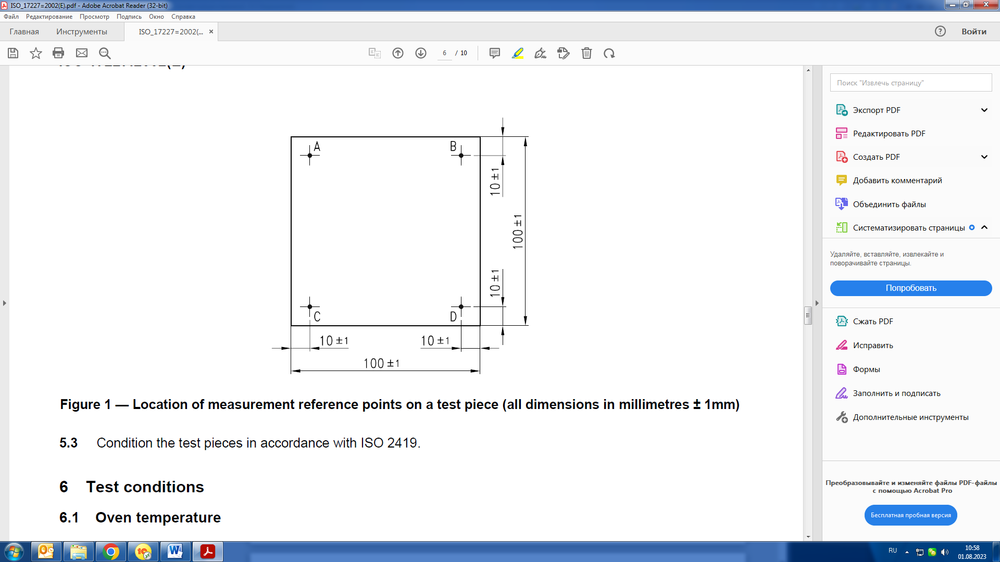 ISO_17227=2002(E).pdf - Adobe Acrobat Reader (32-bit)
Файл Редактирование Просмотр Подпись Окно Справка
Главная Инструменты ISO_17227=2002(... × Войти
6 / 10
Поиск "Извлечь страницу"
Экспорт PDF
Редактировать PDF
Создать PDF
Добавить комментарий
Объединить файлы
Систематизировать страницы
Удаляйте, вставляйте, извлекайте и
поворачивайте страницы.
Попробовать
Сжать PDF
Исправить
Формы
Заполнить и подписать
Дополнительные инструменты
Преобразовывайте и изменяйте файлы PDF-файлы
с помощью Acrobat Pro
Бесплатная пробная версия
A B
10 ±1
100 ±1
10 ±1
C D
10 ±1 10 ±1
100 ±1
Figure 1 — Location of measurement reference points on a test piece (all dimensions in millimetres ± 1mm)
5.3 Condition the test pieces in accordance with ISO 2419.
6 Test conditions
6.1 Oven temperature
RU 10:58
01.08.2023